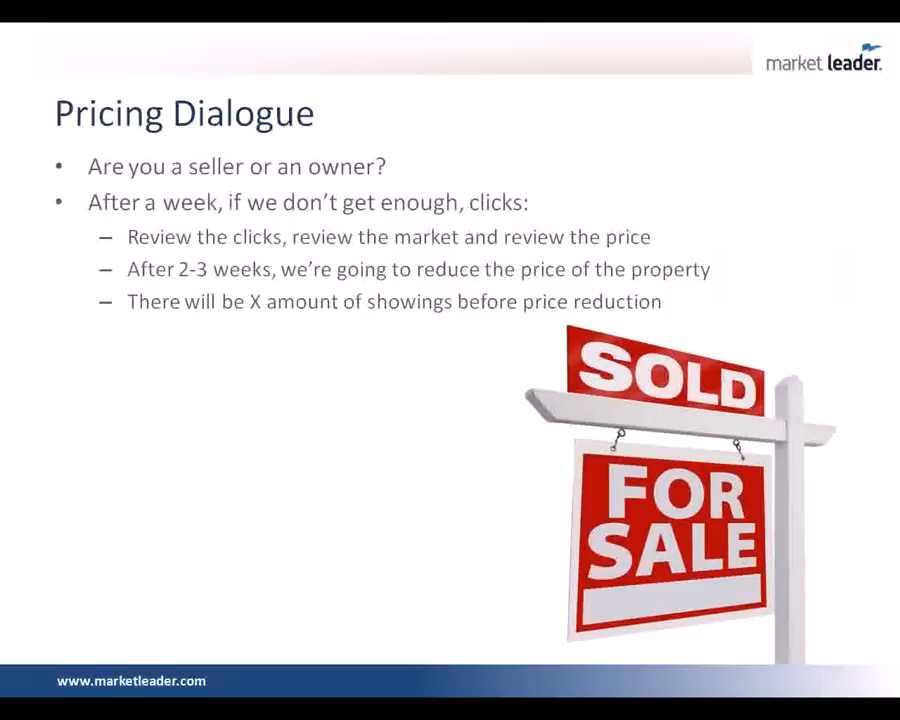 market leader.
Pricing Dialogue
• Are you a seller or an owner?
• After a week, if we don't get enough, clicks:
– Review the clicks, review the market and review the price
– After 2-3 weeks, we're going to reduce the price of the property
– There will be X amount of showings before price reduction
SOLD
FOR
SALE
www.marketleader.com